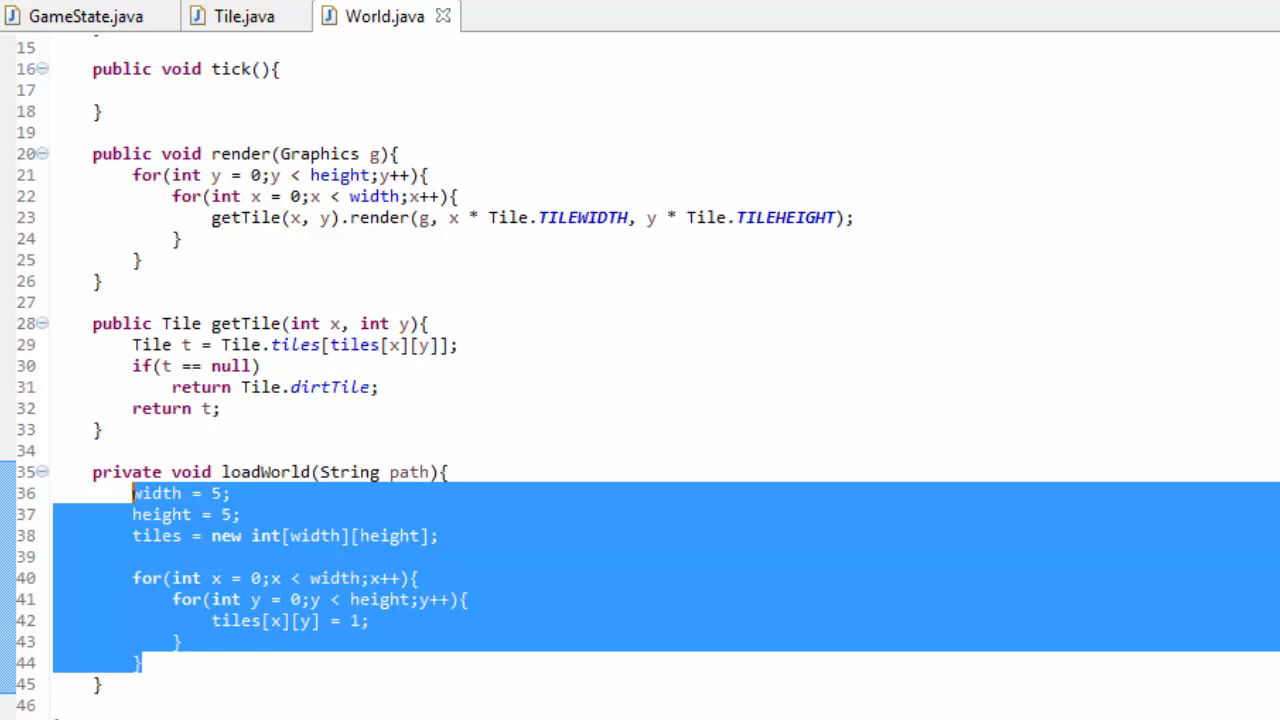 GameState.java Tile.java World.java
15
16 public void tick(){
17
18 }
19
20 public void render(Graphics g){
21 for(int y = 0;y < height;y++){
22 for(int x = 0;x < width;x++){
23 getTile(x, y).render(g, x * Tile.TILEWIDTH, y * Tile.TILEHEIGHT);
24 }
25 }
26 }
27
28 public Tile getTile(int x, int y){
29 Tile t = Tile.tiles[tiles[x][y]];
30 if(t == null)
31 return Tile.dirtTile;
32 return t;
33 }
34
35 private void loadWorld(String path){
36 width = 5;
37 height = 5;
38 tiles = new int[width][height];
39
40 for(int x = 0;x < width;x++){
41 for(int y = 0;y < height;y++){
42 tiles[x][y] = 1;
43 }
44 }
45 }
46